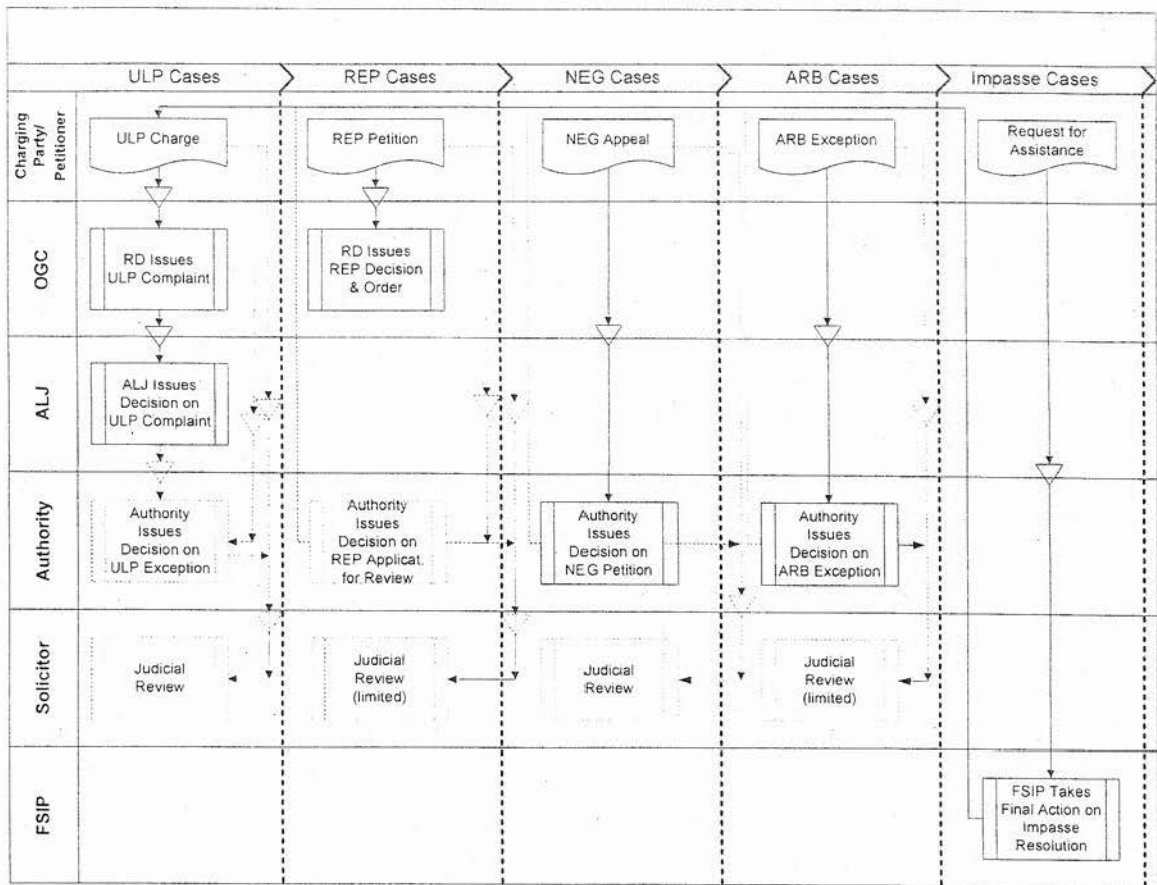 ULP Cases
REP Cases
NEG Cases
ARB Cases
Impasse Cases
Charging
Party/
Petitioner
ULP Charge
REP Petition
NEG Appeal
ARB Exception
Request for
Assistance
OGC
RD Issues
ULP Complaint
RD Issues
REP Decision
& Order
ALJ
ALJ Issues
Decision on
ULP Complaint
Authority
Authority
Issues
Decision on
ULP Exception
Authority
Issues
Decision on
REP Applicat.
for Review
Authority
Issues
Decision on
NEG Petition
Authority
Issues
Decision on
ARB Exception
Solicitor
Judicial
Review
Judicial
Review
(limited)
Judicial
Review
Judicial
Review
(limited)
FSIP
FSIP Takes
Final Action on
Impasse
Resolution